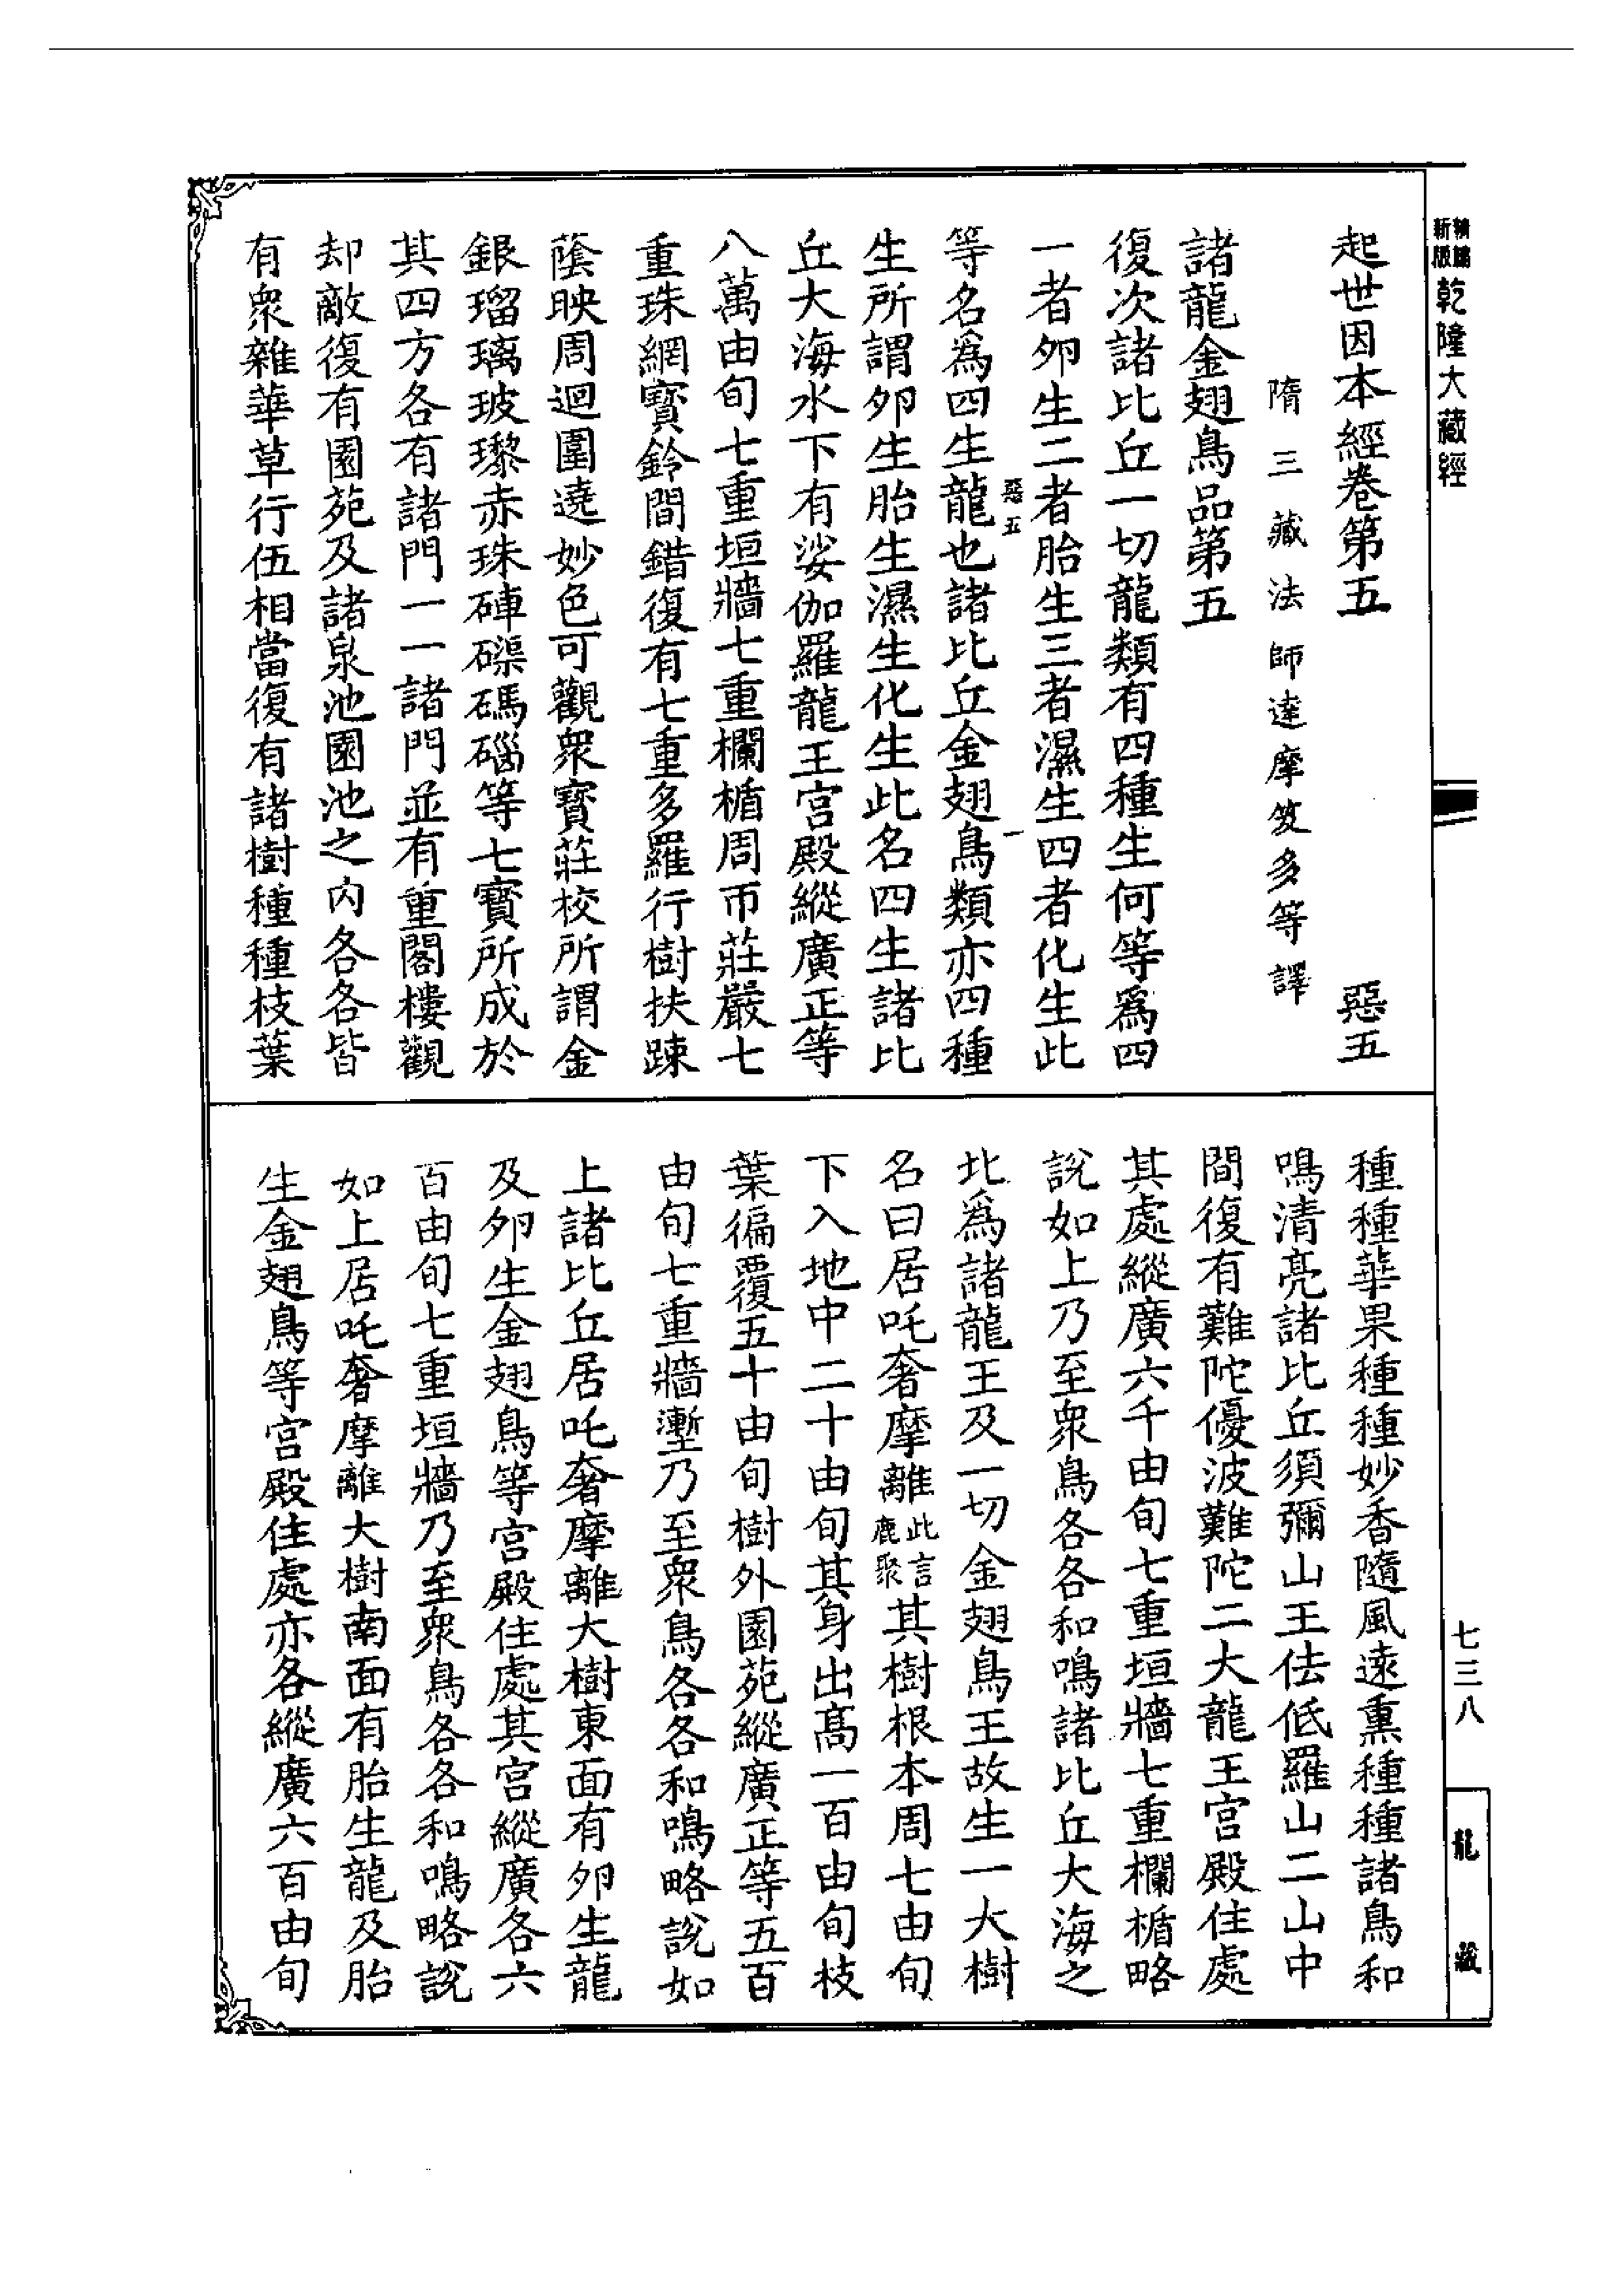 新版精編乾隆大藏經
起世因本經卷第五 惡五
隋三藏法師達摩笈多等譯
諸龍金翅鳥品第五
復次諸比丘一切龍類有四種生何等爲四
一者卵生二者胎生三者濕生四者化生此
等名爲四生龍也諸比丘金翅鳥類亦四種
惡五 一
生所謂卵生胎生濕生化生此名四生諸比
丘大海水下有娑伽羅龍王宮殿縱廣正等
八萬由旬七重垣牆七重欄楯周帀莊嚴七
重珠網寶鈴間錯復有七重多羅行樹扶踈
蔭映周迴圍遶妙色可觀衆寶莊校所謂金
銀瑠璃玻瓈赤珠硨磲碼碯等七寶所成於
其四方各有諸門一一諸門並有重閣樓觀
却敵復有園苑及諸泉池園池之内各各皆
有衆雜華草行伍相當復有諸樹種種枝葉
種種華果種種妙香隨風遠熏種種諸鳥和
鳴清亮諸比丘須彌山王佉低羅山二山中
間復有難陀優波難陀二大龍王宮殿住處
其處縱廣六千由旬七重垣牆七重欄楯略
說如上乃至衆鳥各各和鳴諸比丘大海之
北爲諸龍王及一切金翅鳥王故生一大樹
名曰居吒奢摩離此言鹿聚其樹根本周七由旬
下入地中二十由旬其身出高一百由旬枝
葉徧覆五十由旬樹外園苑縱廣正等五百
由旬七重牆壍乃至衆鳥各各和鳴略說如
上諸比丘居吒奢摩離大樹東面有卵生龍
及卵生金翅鳥等宮殿住處其宮縱廣各六
百由旬七重垣牆乃至衆鳥各各和鳴略說
如上居吒奢摩離大樹南面有胎生龍及胎
生金翅鳥等宮殿住處亦各縱廣六百由旬
七三八
龍藏